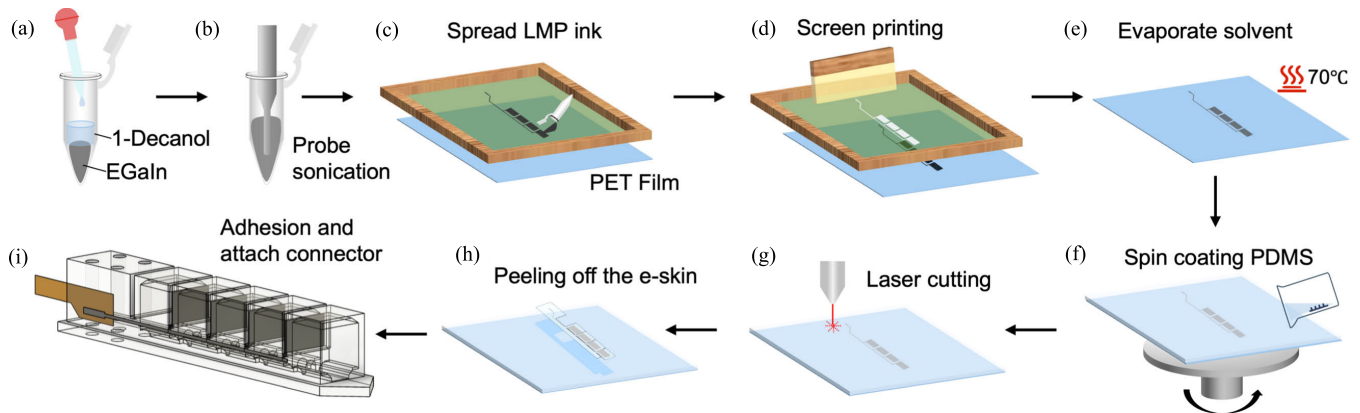 (a)
(b)
(c) Spread LMP ink
(d) Screen printing
(e) Evaporate solvent
70℃
1-Decanol
EGaIn
Probe
sonication
PET Film
(i) Adhesion and
attach connector
(h) Peeling off the e-skin
(g) Laser cutting
(f) Spin coating PDMS